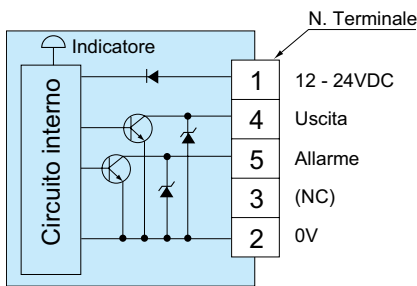 N. Terminale
Indicatore
Circuito interno
1 12 - 24VDC
4 Uscita
5 Allarme
3 (NC)
2 0V